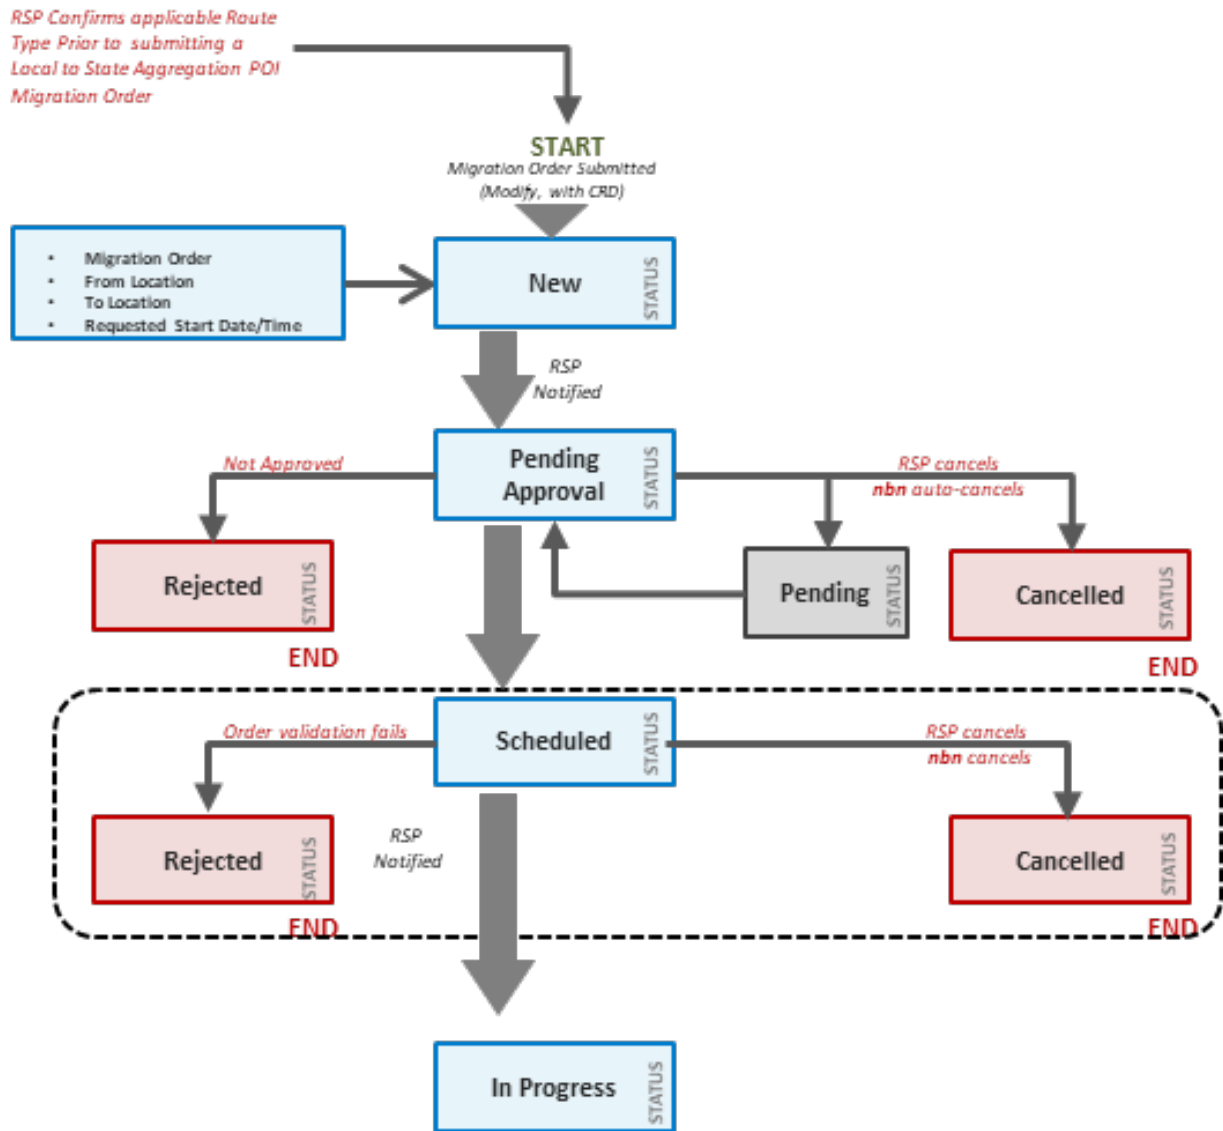 RSP Confirms applicable Route
Type Prior to submitting a
Local to State Aggregation POI
Migration Order
START
Migration Order Submitted
(Modify, with CRD)
• Migration Order
• From Location
• To Location
• Requested Start Date/Time
New
STATUS
RSP
Notified
Pending
Approval
STATUS
Not Approved
RSP cancels
nbn auto-cancels
Rejected
STATUS
END
Pending
STATUS
Cancelled
STATUS
END
Scheduled
STATUS
Order validation fails
RSP cancels
nbn cancels
Rejected
STATUS
END
RSP
Notified
Cancelled
STATUS
END
In Progress
STATUS